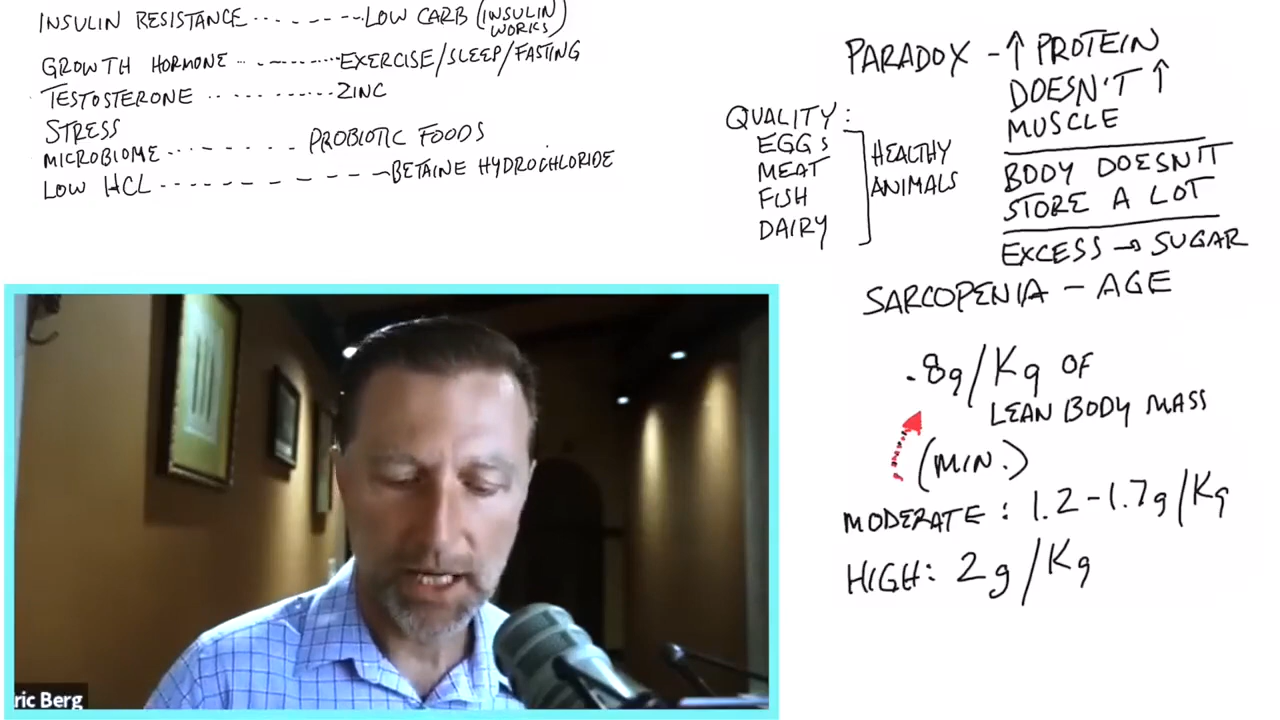 INSULIN RESISTANCE -------- LOW CARB (INSULIN WORKS)
GROWTH HORMONE --------- EXERCISE/SLEEP/FASTING
TESTOSTERONE --------- ZINC
STRESS
MICROBIOME --------- PROBIOTIC FOODS
LOW HCL --------- BETAINE HYDROCHLORIDE
PARADOX - ↑ PROTEIN
DOESN'T ↑
MUSCLE
BODY DOESN'T
STORE A LOT
EXCESS → SUGAR
QUALITY:
EGGS
MEAT
FISH
DAIRY
HEALTHY
ANIMALS
SARCOPENIA - AGE
.8g/Kg OF
LEAN BODY MASS
(MIN.)
MODERATE: 1.2-1.7g/Kg
HIGH: 2g/Kg
ric Berg